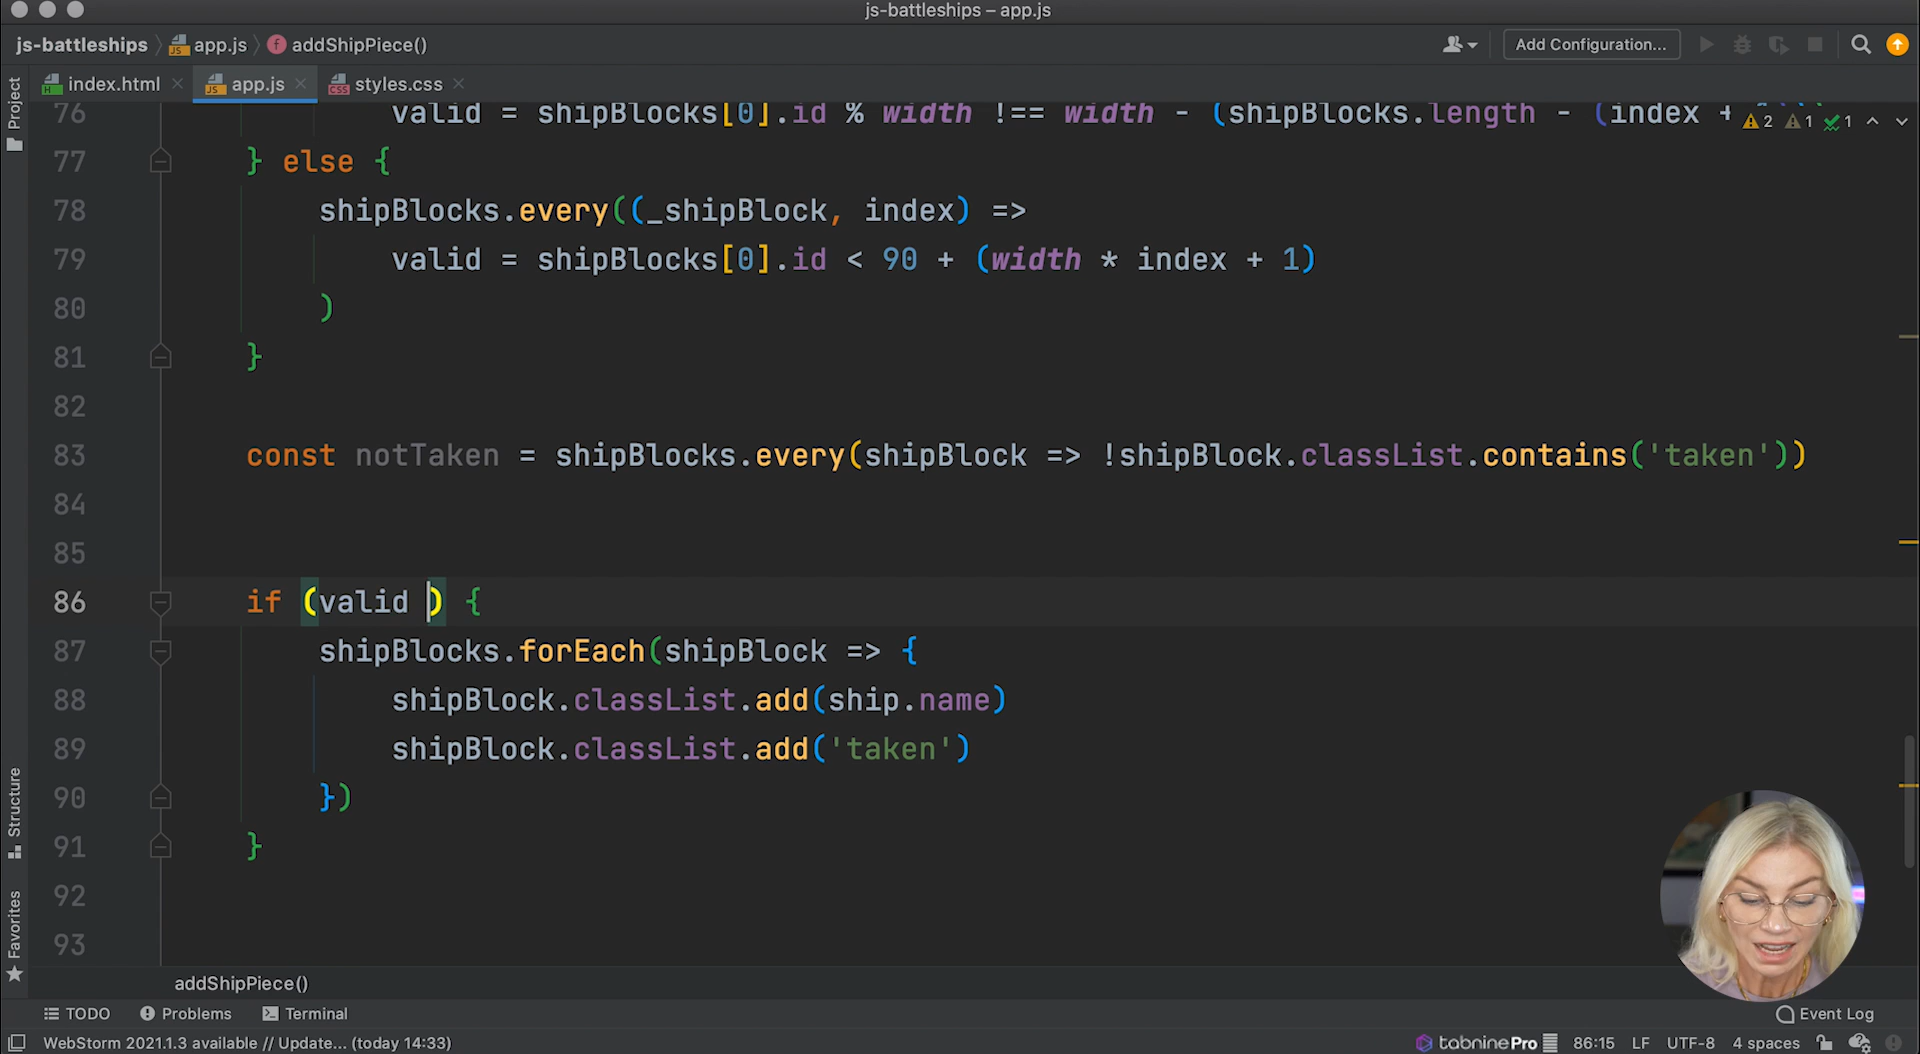 js-battleships – app.js
js-battleships app.js addShipPiece()
Add Configuration...
Project
index.html app.js styles.css
76 valid = shipBlocks[0].id % width !== width - (shipBlocks.length - (index +
2 1 1
77 } else {
78 shipBlocks.every((_shipBlock, index) =>
79 valid = shipBlocks[0].id < 90 + (width * index + 1)
80 )
81 }
82
83 const notTaken = shipBlocks.every(shipBlock => !shipBlock.classList.contains('taken'))
84
85
86 if (valid ) {
87 shipBlocks.forEach(shipBlock => {
88 shipBlock.classList.add(ship.name)
89 shipBlock.classList.add('taken')
90 })
91 }
92
93
Structure
Favorites
addShipPiece()
TODO Problems Terminal Event Log
WebStorm 2021.1.3 available // Update... (today 14:33) tabnine Pro 86:15 LF UTF-8 4 spaces